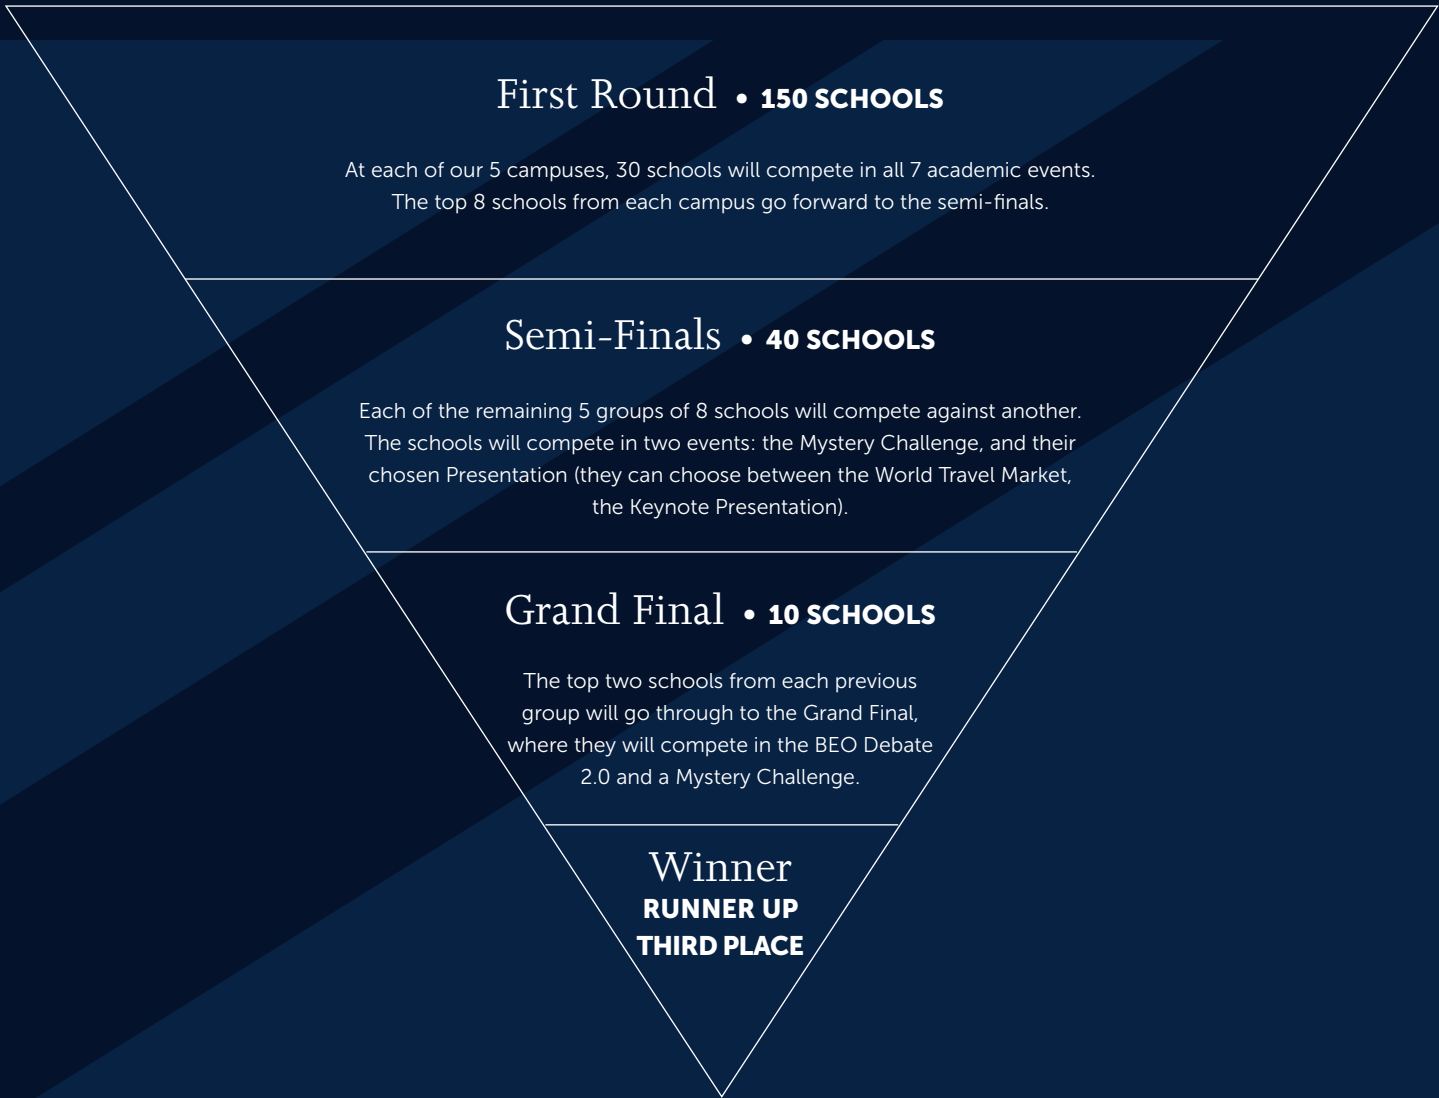 First Round • 150 SCHOOLS
At each of our 5 campuses, 30 schools will compete in all 7 academic events.
The top 8 schools from each campus go forward to the semi-finals.
Semi-Finals • 40 SCHOOLS
Each of the remaining 5 groups of 8 schools will compete against another.
The schools will compete in two events: the Mystery Challenge, and their
chosen Presentation (they can choose between the World Travel Market,
the Keynote Presentation).
Grand Final • 10 SCHOOLS
The top two schools from each previous
group will go through to the Grand Final,
where they will compete in the BEO Debate
2.0 and a Mystery Challenge.
Winner
RUNNER UP
THIRD PLACE